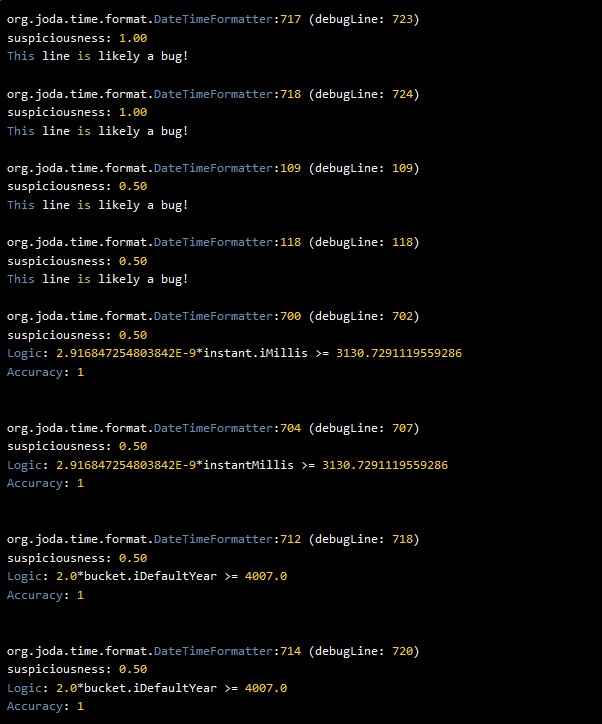 org.joda.time.format.DateTimeFormatter:717 (debugLine: 723)
suspiciousness: 1.00
This line is likely a bug!
org.joda.time.format.DateTimeFormatter:718 (debugLine: 724)
suspiciousness: 1.00
This line is likely a bug!
org.joda.time.format.DateTimeFormatter:109 (debugLine: 109)
suspiciousness: 0.50
This line is likely a bug!
org.joda.time.format.DateTimeFormatter:118 (debugLine: 118)
suspiciousness: 0.50
This line is likely a bug!
org.joda.time.format.DateTimeFormatter:700 (debugLine: 702)
suspiciousness: 0.50
Logic: 2.916847254803842E-9*instant.iMillis >= 3130.7291119559286
Accuracy: 1
org.joda.time.format.DateTimeFormatter:704 (debugLine: 707)
suspiciousness: 0.50
Logic: 2.916847254803842E-9*instantMillis >= 3130.7291119559286
Accuracy: 1
org.joda.time.format.DateTimeFormatter:712 (debugLine: 718)
suspiciousness: 0.50
Logic: 2.0*bucket.iDefaultYear >= 4007.0
Accuracy: 1
org.joda.time.format.DateTimeFormatter:714 (debugLine: 720)
suspiciousness: 0.50
Logic: 2.0*bucket.iDefaultYear >= 4007.0
Accuracy: 1